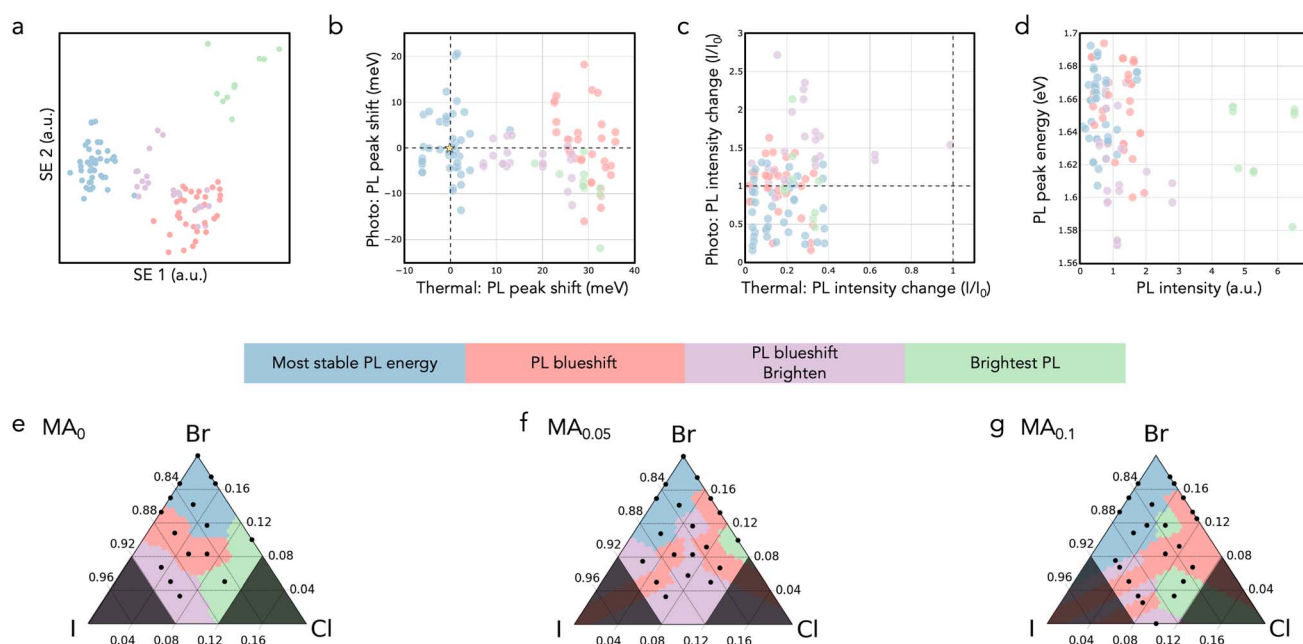 a
SE 2 (a.u.)
SE 1 (a.u.)
b
Photo: PL peak shift (meV)
20
10
0
−10
−20
−10
0
10
20
30
40
Thermal: PL peak shift (meV)
c
Photo: PL intensity change (I/I0)
3
2.5
2
1.5
1
0.5
0
0
0.2
0.4
0.6
0.8
1
Thermal: PL intensity change (I/I0)
d
PL peak energy (eV)
1.7
1.68
1.66
1.64
1.62
1.6
1.58
1.56
0
1
2
3
4
5
6
PL intensity (a.u.)
Most stable PL energy
PL blueshift
PL blueshift
Brighten
Brightest PL
e
MA0
Br
0.84
0.16
0.88
0.12
0.92
0.08
0.96
0.04
I
Cl
0.04
0.08
0.12
0.16
f
MA0.05
Br
0.84
0.16
0.88
0.12
0.92
0.08
0.96
0.04
I
Cl
0.04
0.08
0.12
0.16
g
MA0.1
Br
0.84
0.16
0.88
0.12
0.92
0.08
0.96
0.04
I
Cl
0.04
0.08
0.12
0.16